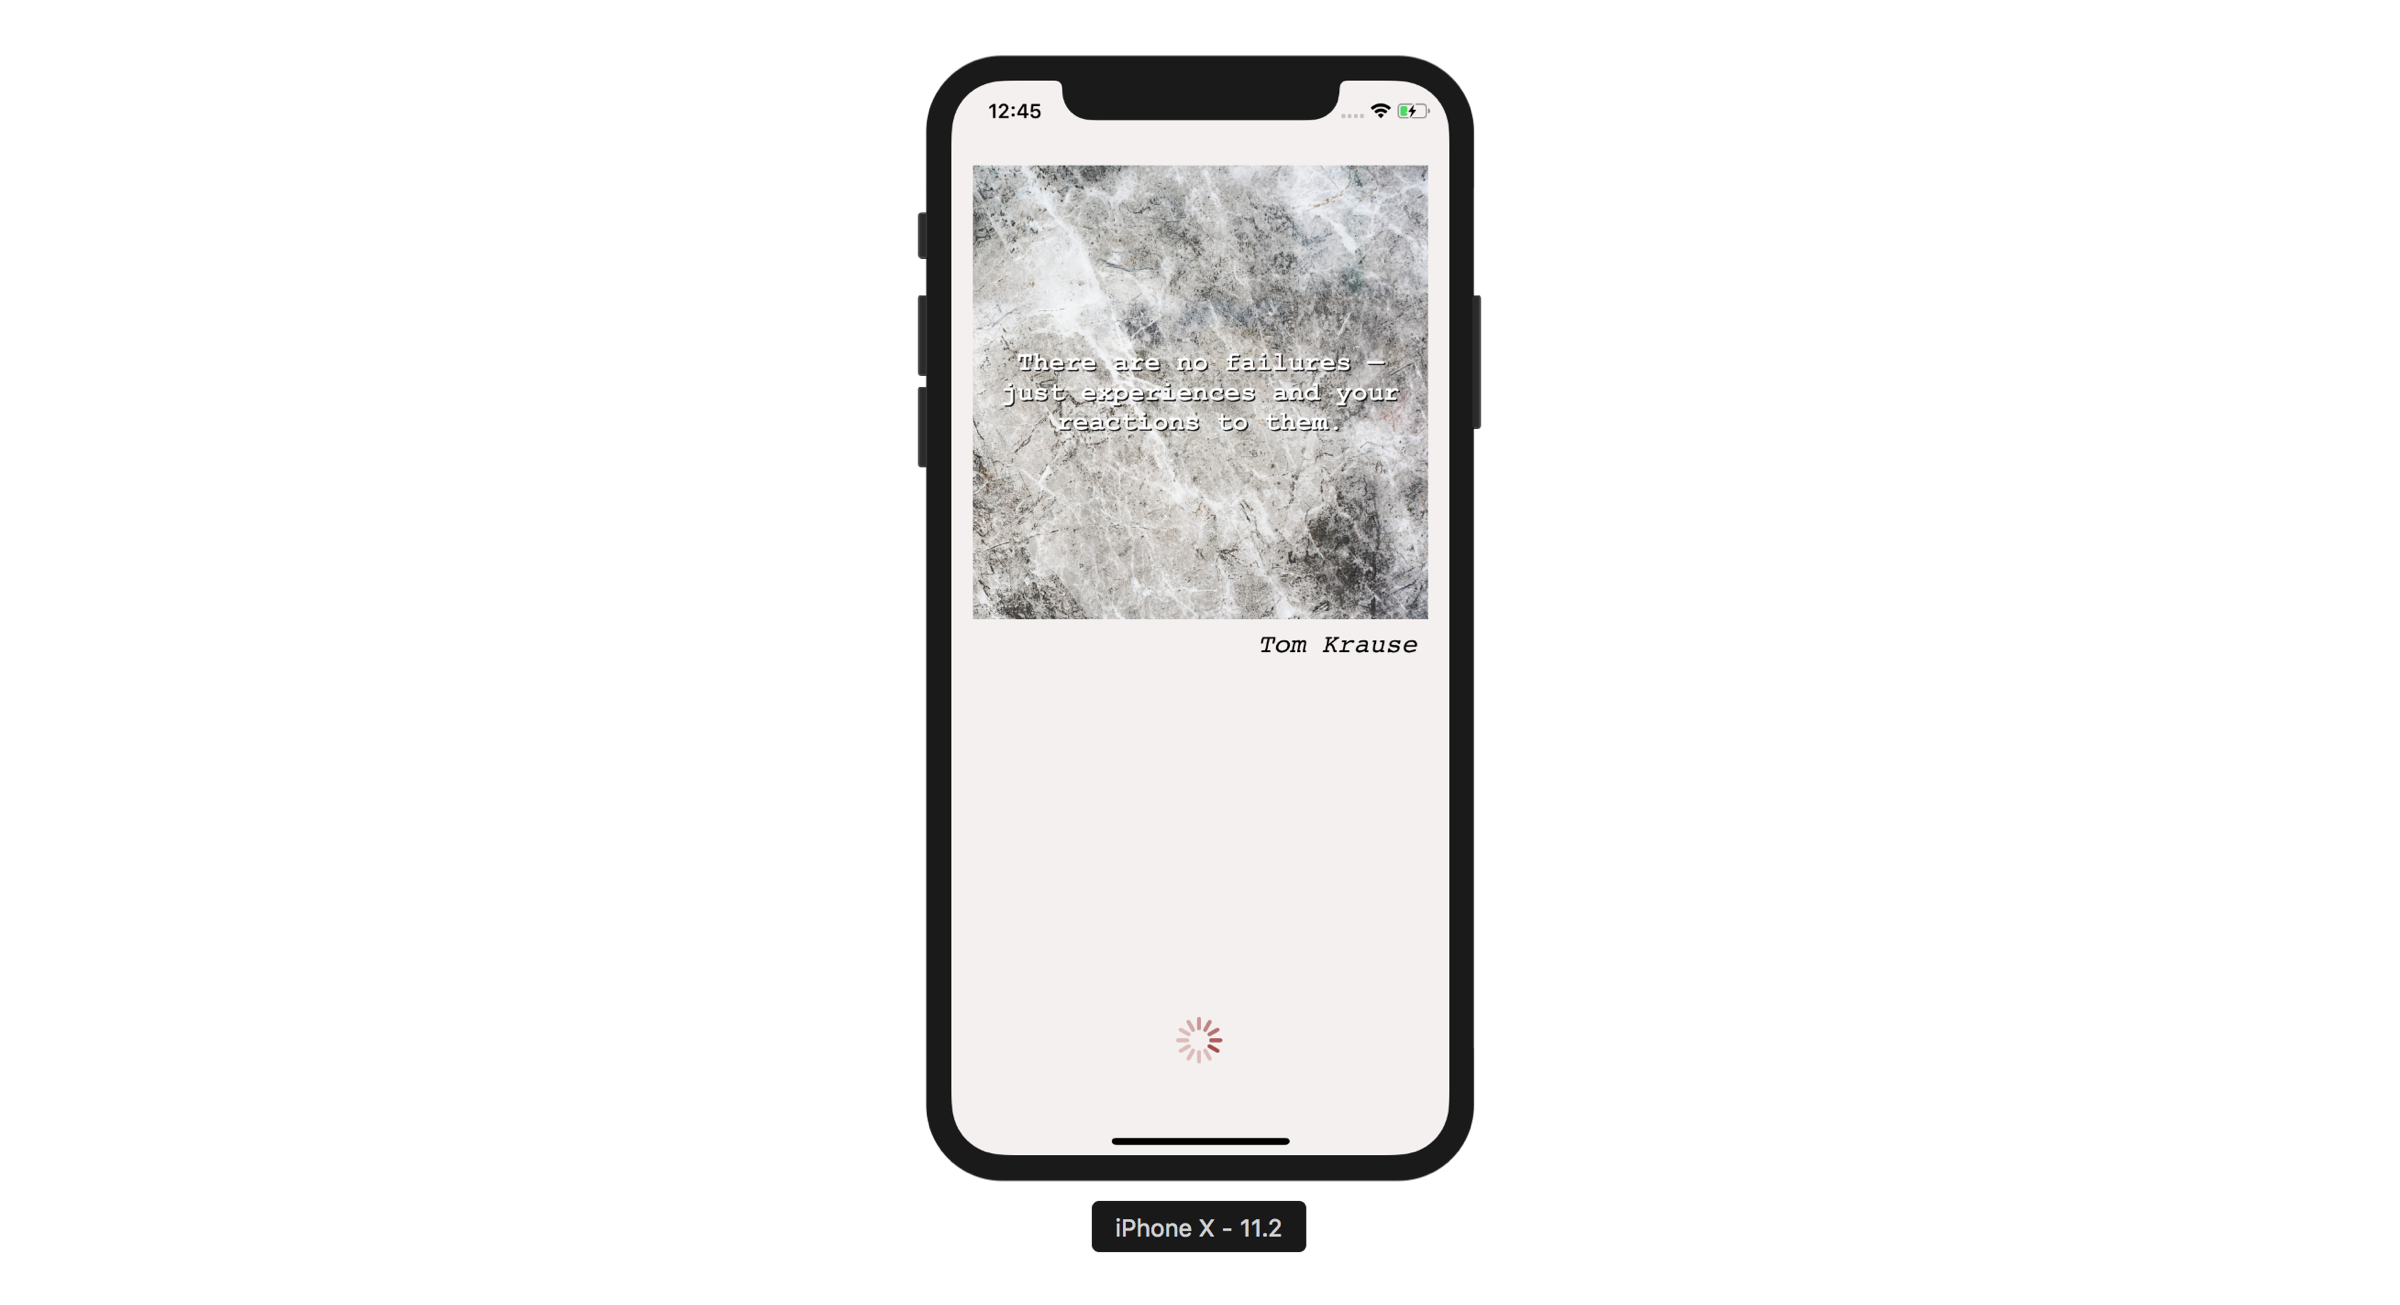 12:45
There are no failures –
just experiences and your
reactions to them.
Tom Krause
iPhone X - 11.2